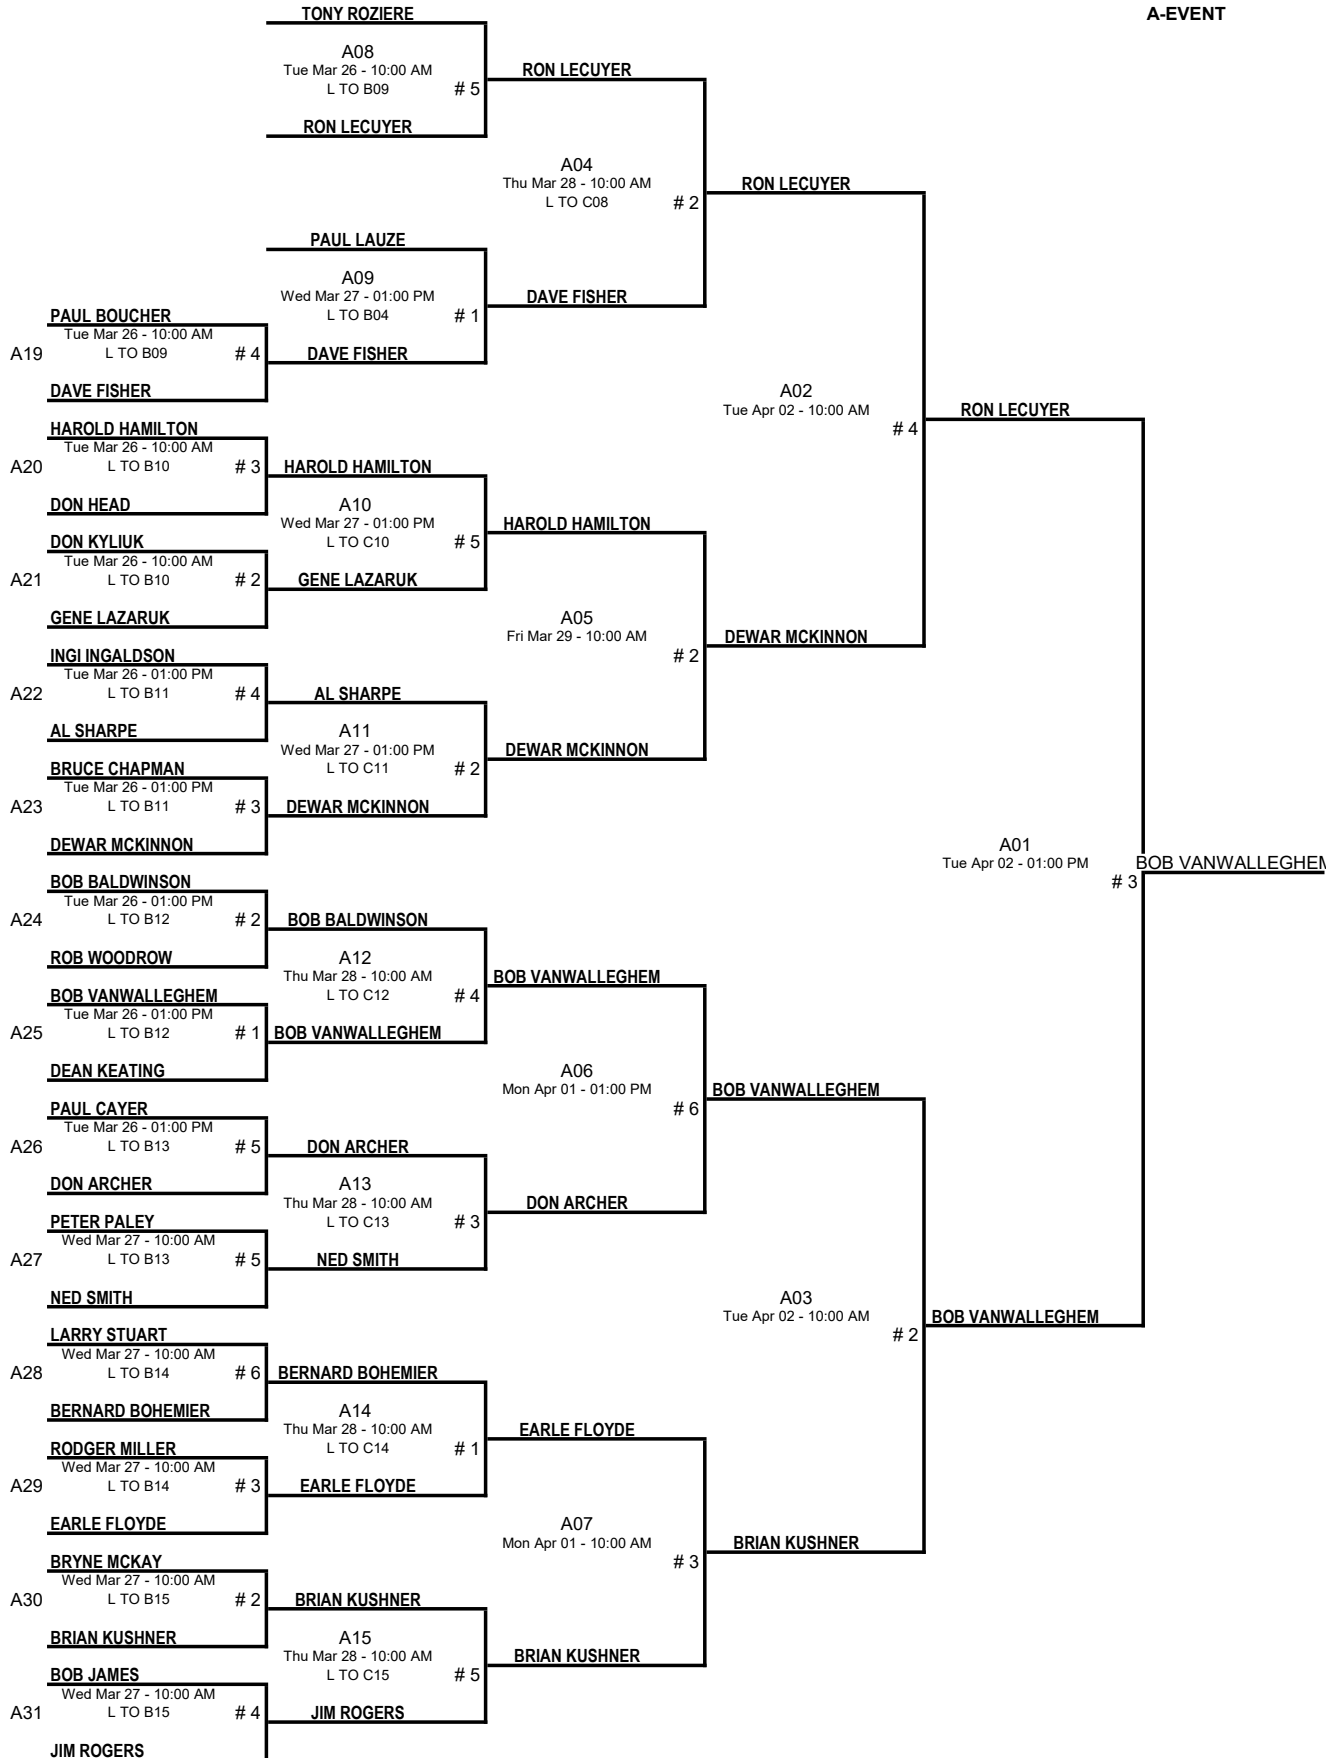 TONY ROZIERE
A-EVENT
A08
Tue Mar 26 - 10:00 AM
L TO B09
# 5
RON LECUYER
RON LECUYER
A04
Thu Mar 28 - 10:00 AM
L TO C08
# 2
RON LECUYER
PAUL LAUZE
A09
Wed Mar 27 - 01:00 PM
L TO B04
# 1
DAVE FISHER
PAUL BOUCHER
Tue Mar 26 - 10:00 AM
A19
L TO B09
# 4
DAVE FISHER
DAVE FISHER
A02
Tue Apr 02 - 10:00 AM
# 4
RON LECUYER
HAROLD HAMILTON
Tue Mar 26 - 10:00 AM
A20
L TO B10
# 3
HAROLD HAMILTON
DON HEAD
A10
Wed Mar 27 - 01:00 PM
L TO C10
# 5
HAROLD HAMILTON
DON KYLIUK
Tue Mar 26 - 10:00 AM
A21
L TO B10
# 2
GENE LAZARUK
GENE LAZARUK
A05
Fri Mar 29 - 10:00 AM
# 2
DEWAR MCKINNON
INGI INGALDSON
Tue Mar 26 - 01:00 PM
A22
L TO B11
# 4
AL SHARPE
AL SHARPE
A11
Wed Mar 27 - 01:00 PM
L TO C11
# 2
DEWAR MCKINNON
BRUCE CHAPMAN
Tue Mar 26 - 01:00 PM
A23
L TO B11
# 3
DEWAR MCKINNON
DEWAR MCKINNON
A01
Tue Apr 02 - 01:00 PM
# 3
BOB VANWALLEGHEM
BOB BALDWINSON
Tue Mar 26 - 01:00 PM
A24
L TO B12
# 2
BOB BALDWINSON
ROB WOODROW
A12
Thu Mar 28 - 10:00 AM
L TO C12
# 4
BOB VANWALLEGHEM
BOB VANWALLEGHEM
Tue Mar 26 - 01:00 PM
A25
L TO B12
# 1
BOB VANWALLEGHEM
DEAN KEATING
A06
Mon Apr 01 - 01:00 PM
# 6
BOB VANWALLEGHEM
PAUL CAYER
Tue Mar 26 - 01:00 PM
A26
L TO B13
# 5
DON ARCHER
DON ARCHER
A13
Thu Mar 28 - 10:00 AM
L TO C13
# 3
DON ARCHER
PETER PALEY
Wed Mar 27 - 10:00 AM
A27
L TO B13
# 5
NED SMITH
NED SMITH
A03
Tue Apr 02 - 10:00 AM
# 2
BOB VANWALLEGHEM
LARRY STUART
Wed Mar 27 - 10:00 AM
A28
L TO B14
# 6
BERNARD BOHEMIER
BERNARD BOHEMIER
A14
Thu Mar 28 - 10:00 AM
L TO C14
# 1
EARLE FLOYDE
RODGER MILLER
Wed Mar 27 - 10:00 AM
A29
L TO B14
# 3
EARLE FLOYDE
EARLE FLOYDE
A07
Mon Apr 01 - 10:00 AM
# 3
BRIAN KUSHNER
BRYNE MCKAY
Wed Mar 27 - 10:00 AM
A30
L TO B15
# 2
BRIAN KUSHNER
BRIAN KUSHNER
A15
Thu Mar 28 - 10:00 AM
L TO C15
# 5
BRIAN KUSHNER
BOB JAMES
Wed Mar 27 - 10:00 AM
A31
L TO B15
# 4
JIM ROGERS
JIM ROGERS